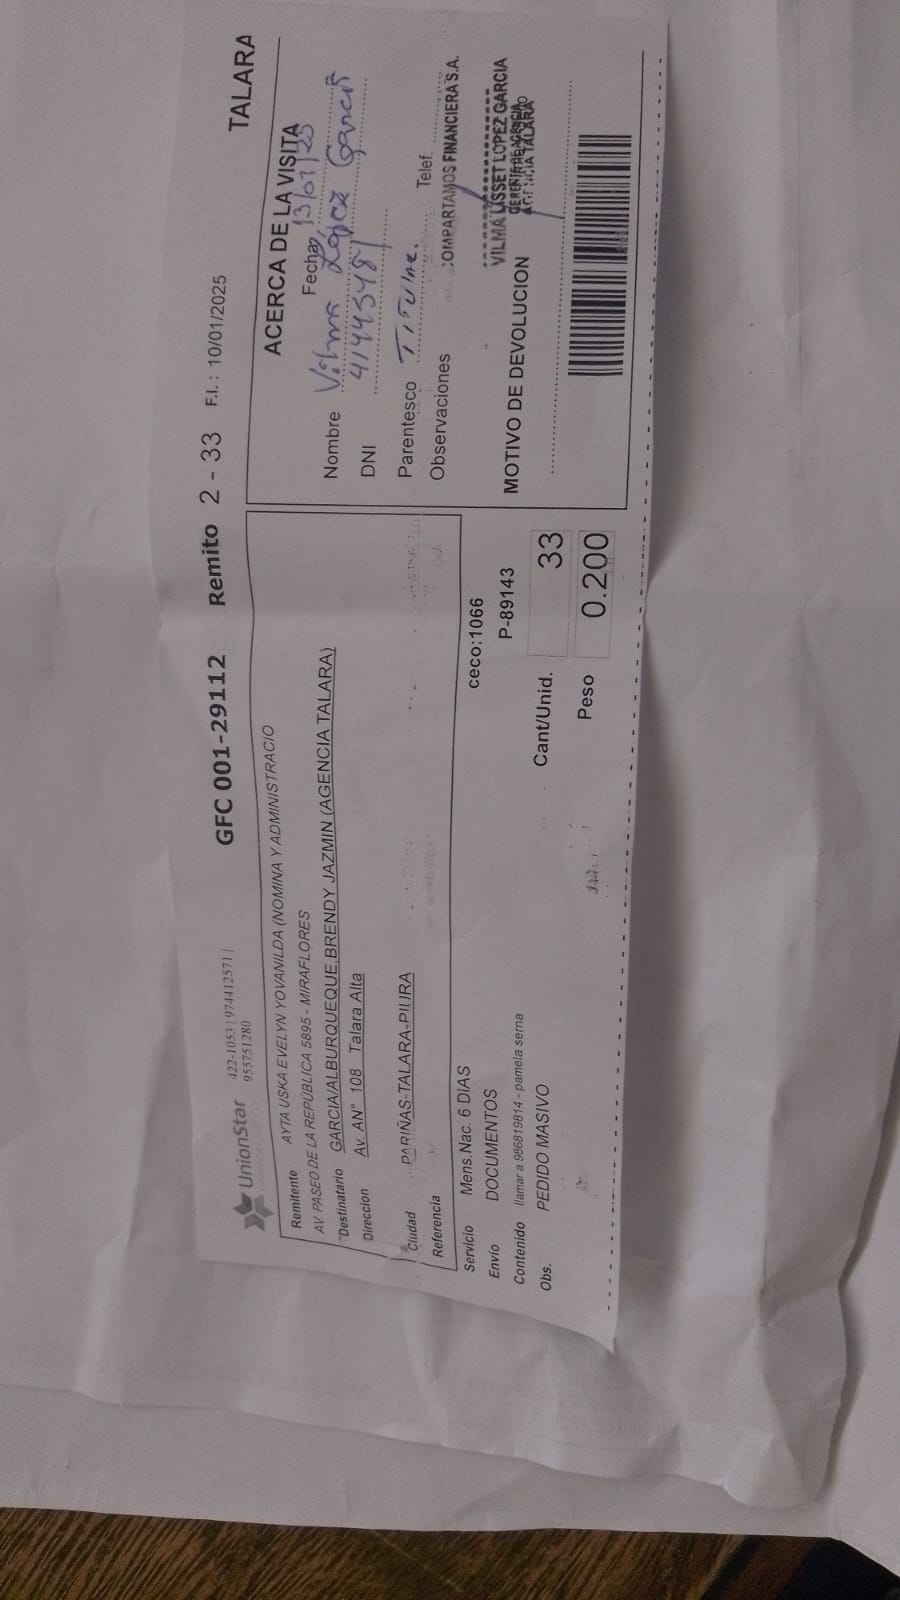 UnionStar
422-1053 | 974412571 |
955751280
GFC 001-29112
Remito 2 - 33
F.I. : 10/01/2025
TALARA
Remitente AYTA USKA EVELYN YOVANILDA (NOMINA Y ADMINISTRACIO
AV. PASEO DE LA REPÚBLICA 5895 - MIRAFLORES
Destinatario GARCIA/ALBURQUEQUE,BRENDY JAZMIN (AGENCIA TALARA)
Direccion Av. AN° 108 Talara Alta
Ciudad PARIÑAS-TALARA-PIURA
Referencia
Servicio Mens.Nac. 6 DIAS
ceco:1066
Envío DOCUMENTOS
P-89143
Contenido llamar a 986819814 - pamela serna
Obs. PEDIDO MASIVO
Cant/Unid. 33
Peso 0.200
ACERCA DE LA VISITA
Fecha 13/01/25
Nombre Vilma López García
DNI
Parentesco Titular.
Telef.
Observaciones
COMPARTAMOS FINANCIERA S.A.
VILMA LISSET LOPEZ GARCIA
AGENCIA TALARA
MOTIVO DE DEVOLUCION